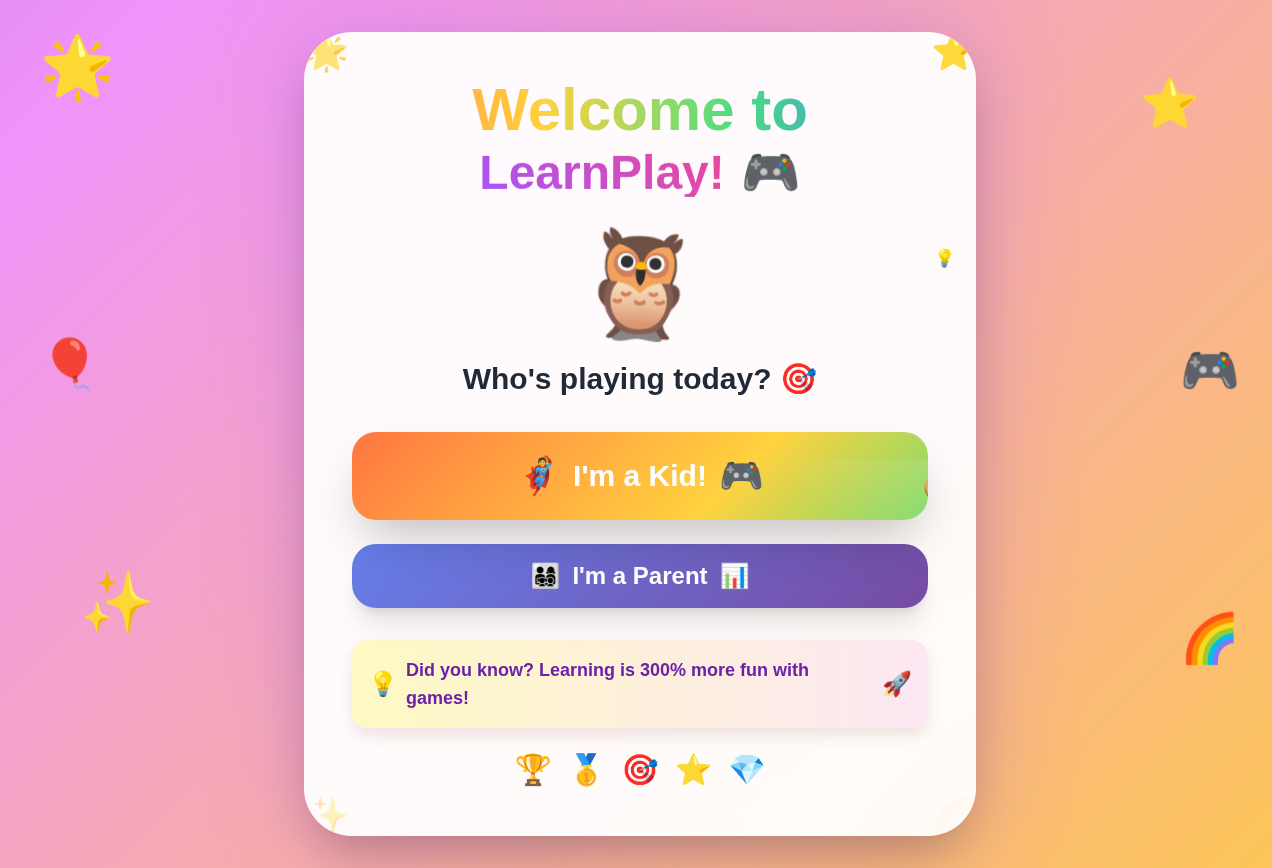 Welcome to
LearnPlay! 🎮
Who's playing today? 🎯
🦸 I'm a Kid! 🎮
👨‍👩‍👧‍👦 I'm a Parent 📊
💡 Did you know? Learning is 300% more fun with
games! 🚀